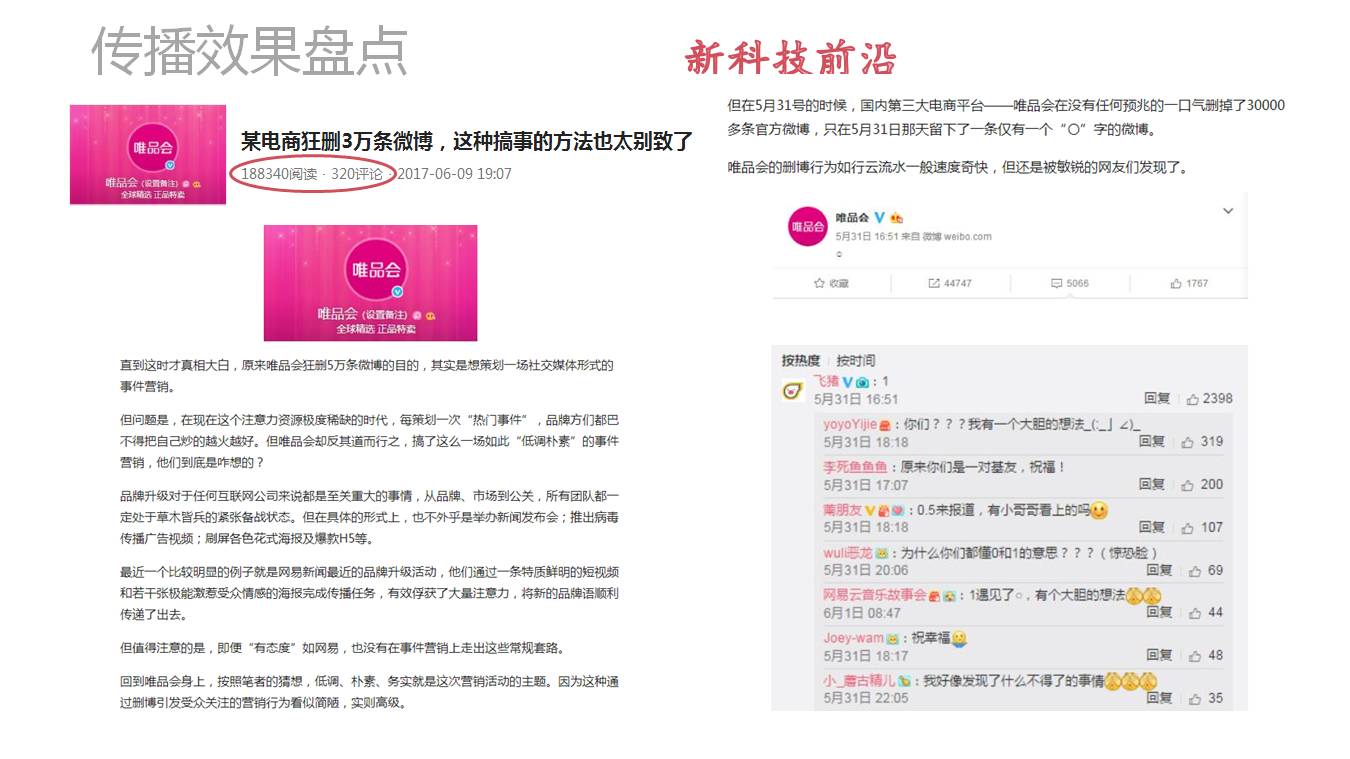 传播效果盘点
唯品会
唯品会 (设置备注)
全球精选 正品特卖
某电商狂删3万条微博，这种搞事的方法也太别致了
188340阅读 · 320评论 · 2017-06-09 19:07
唯品会
唯品会 (设置备注)
全球精选 正品特卖
直到这时才真相大白，原来唯品会狂删5万条微博的目的，其实是想策划一场社交媒体形式的
事件营销。
但问题是，在现在这个注意力资源极度稀缺的时代，每策划一次“热门事件”，品牌方们都巴
不得把自己炒的越火越好。但唯品会却反其道而行之，搞了这么一场如此“低调朴素”的事件
营销，他们到底是咋想的？
品牌升级对于任何互联网公司来说都是至关重大的事情，从品牌、市场到公关，所有团队都一
定处于草木皆兵的紧张备战状态。但在具体的形式上，也不外乎是举办新闻发布会；推出病毒
传播广告视频；刷屏各色花式海报及爆款H5等。
最近一个比较明显的例子就是网易新闻最近的品牌升级活动，他们通过一条特质鲜明的短视频
和若干张极能激惹受众情感的海报完成传播任务，有效俘获了大量注意力，将新的品牌语顺利
传递了出去。
但值得注意的是，即便“有态度”如网易，也没有在事件营销上走出这些常规套路。
回到唯品会身上，按照笔者的猜想，低调、朴素、务实就是这次营销活动的主题。因为这种通
过删博引发受众关注的营销行为看似简陋，实则高级。
新科技前沿
但在5月31号的时候，国内第三大电商平台——唯品会在没有任何预兆的一口气删掉了30000
多条官方微博，只在5月31日那天留下了一条仅有一个“〇”字的微博。
唯品会的删博行为如行云流水一般速度奇快，但还是被敏锐的网友们发现了。
唯品会
唯品会 V
5月31日 16:51 来自 微博 weibo.com
○
收藏 44747 5066 1767
按热度 | 按时间
飞猪 V：1
5月31日 16:51 回复 2398
yoyoYijie：你们？？？我有一个大胆的想法_(:_」∠)_
5月31日 18:18 回复 319
李死鱼鱼鱼：原来你们是一对基友，祝福！
5月31日 17:07 回复 200
朋友 V：0.5来报道，有小哥哥看上的吗
5月31日 18:18 回复 107
wuli恶龙：为什么你们都懂0和1的意思？？？（惊恐脸）
5月31日 20:06 回复 69
网易云音乐故事会：1遇见了○，有个大胆的想法
6月1日 08:47 回复 44
Joey-wam：祝幸福
5月31日 18:17 回复 48
小_蘑古精儿：我好像发现了什么不得了的事情
5月31日 22:05 回复 35